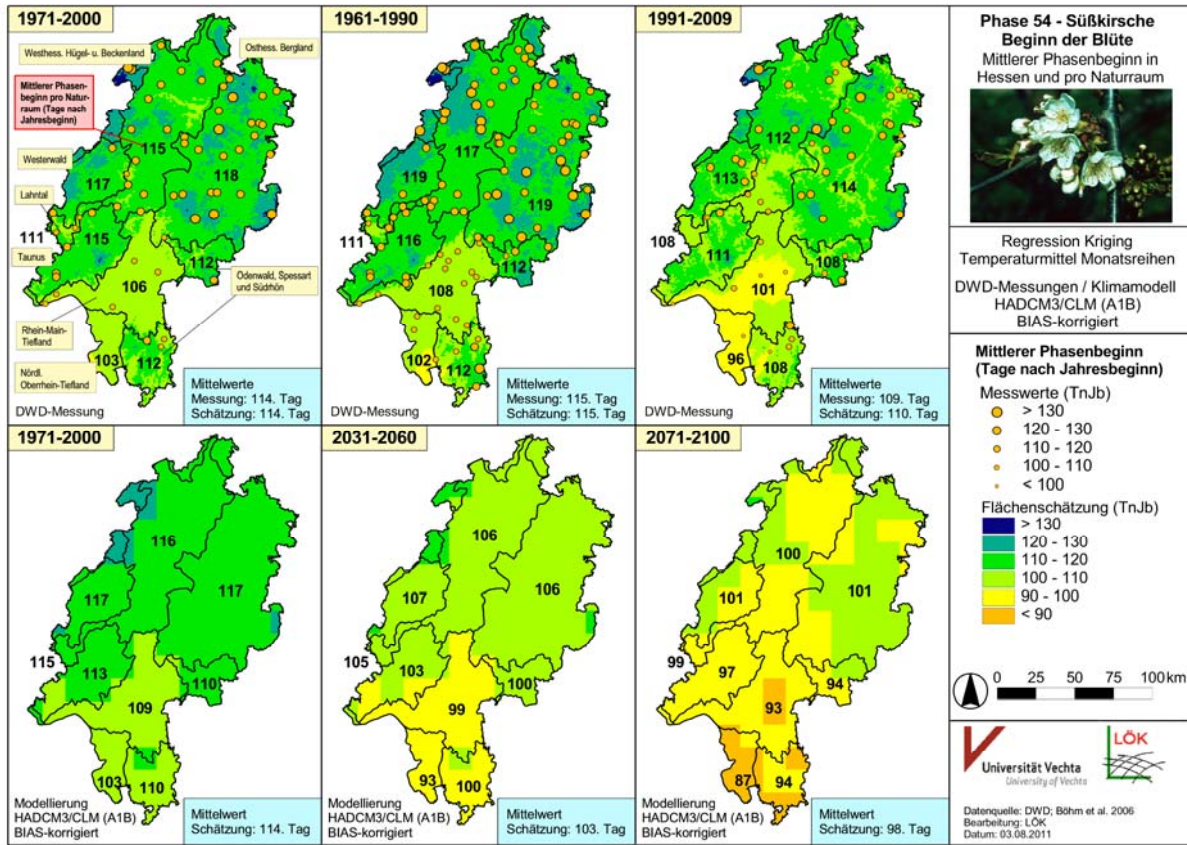 1971-2000
Westhess. Hügel- u. Beckenland
Osthess. Bergland
Mittlerer Phasen-
beginn pro Natur-
raum (Tage nach
Jahresbeginn)
Westerwald
Lahntal
Taunus
Rhein-Main-
Tiefland
Nördl.
Oberrhein-Tiefland
Odenwald, Spessart
und Südrhön
115
117
118
111
115
112
106
103
112
DWD-Messung
Mittelwerte
Messung: 114. Tag
Schätzung: 114. Tag
1961-1990
117
119
119
111
116
112
108
102
112
DWD-Messung
Mittelwerte
Messung: 115. Tag
Schätzung: 115. Tag
1991-2009
112
113
114
108
111
108
101
96
108
DWD-Messung
Mittelwerte
Messung: 109. Tag
Schätzung: 110. Tag
1971-2000
116
117
117
115
113
110
109
103
110
Modellierung
HADCM3/CLM (A1B)
BIAS-korrigiert
Mittelwert
Schätzung: 114. Tag
2031-2060
106
107
106
105
103
100
99
93
100
Modellierung
HADCM3/CLM (A1B)
BIAS-korrigiert
Mittelwert
Schätzung: 103. Tag
2071-2100
100
101
101
99
97
94
93
87
94
Modellierung
HADCM3/CLM (A1B)
BIAS-korrigiert
Mittelwert
Schätzung: 98. Tag
Phase 54 - Süßkirsche
Beginn der Blüte
Mittlerer Phasenbeginn in
Hessen und pro Naturraum
Regression Kriging
Temperaturmittel Monatsreihen
DWD-Messungen / Klimamodell
HADCM3/CLM (A1B)
BIAS-korrigiert
Mittlerer Phasenbeginn
(Tage nach Jahresbeginn)
Messwerte (TnJb)
> 130
120 - 130
110 - 120
100 - 110
< 100
Flächenschätzung (TnJb)
> 130
120 - 130
110 - 120
100 - 110
90 - 100
< 90
0 25 50 75 100 km
Universität Vechta
University of Vechta
LÖK
Datenquelle: DWD; Böhm et al. 2006
Bearbeitung: LÖK
Datum: 03.08.2011